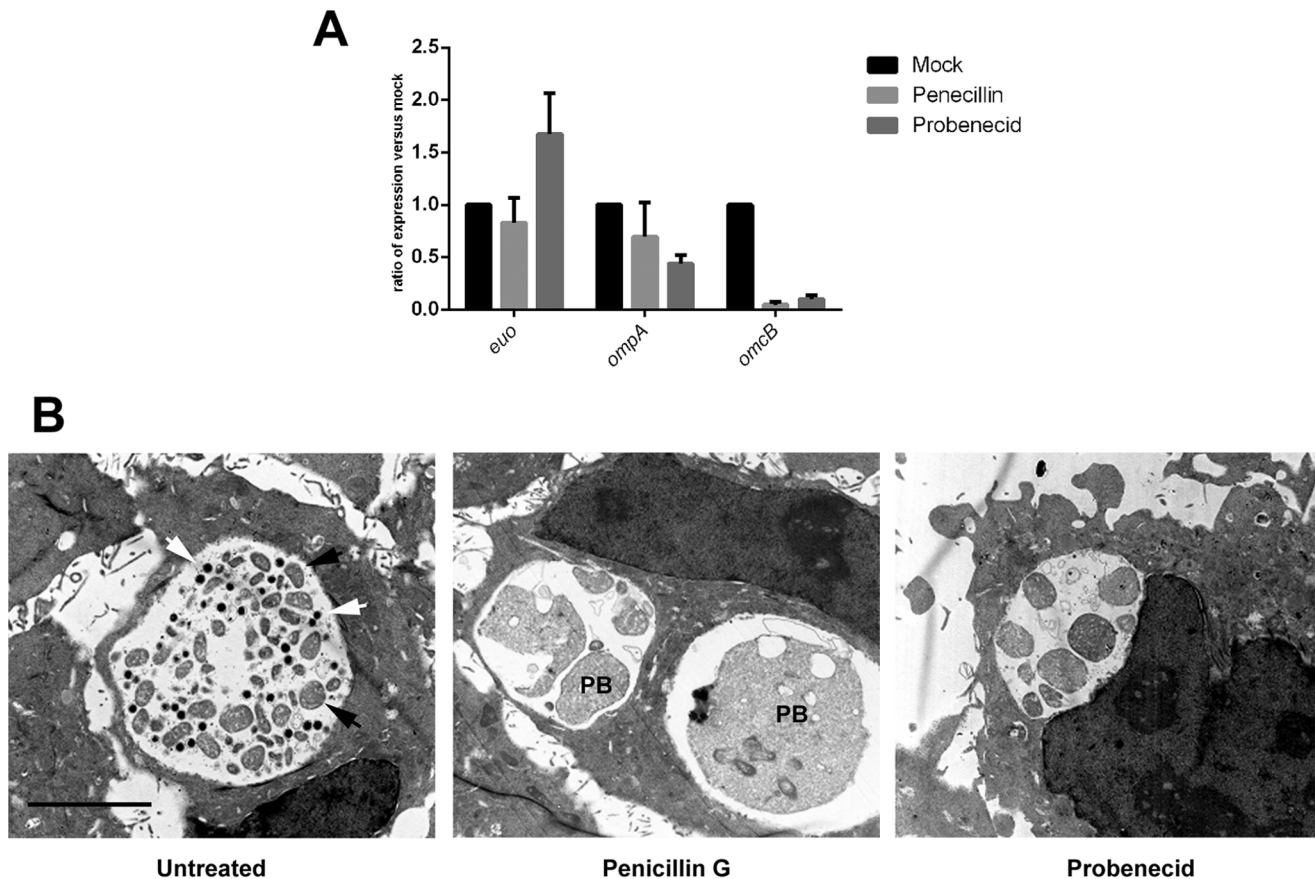 A
2.5
2.0
1.5
1.0
0.5
0.0
ratio of expression versus mock
euo
ompA
omcB
Mock
Penecillin
Probenecid
B
PB
PB
Untreated
Penicillin G
Probenecid